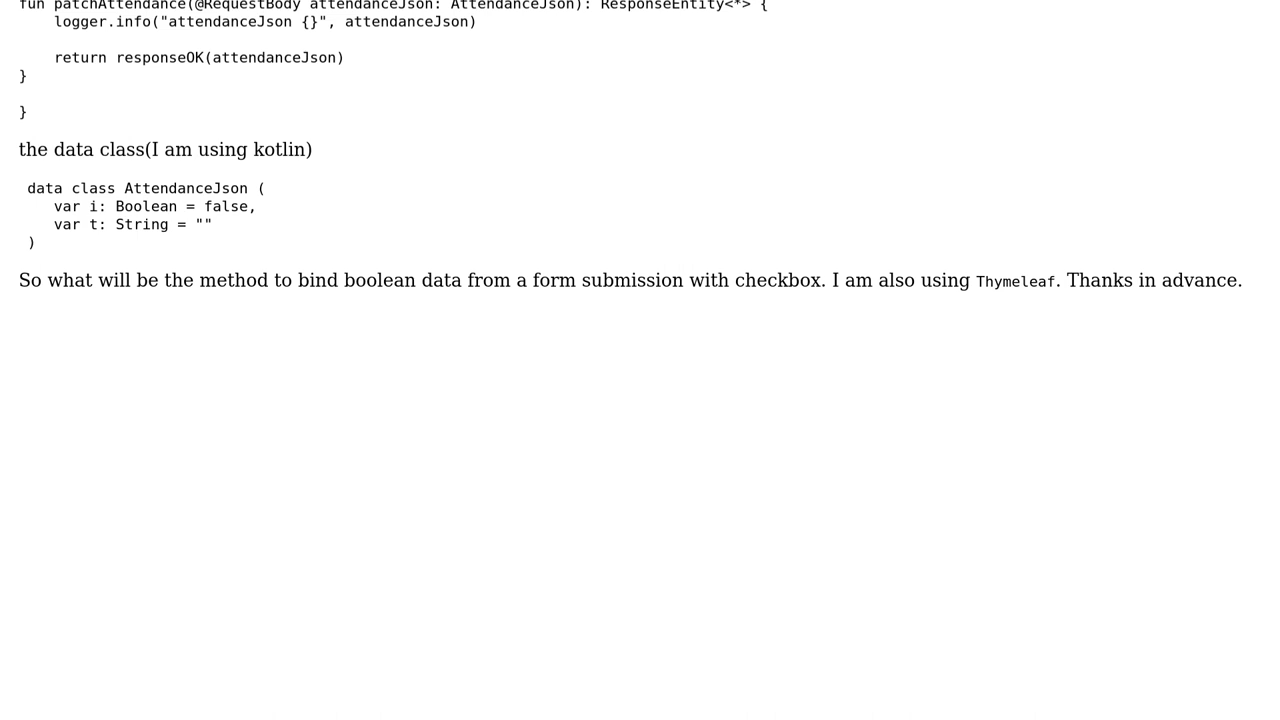 fun patchAttendance(@RequestBody attendanceJson: AttendanceJson): ResponseEntity<*> {
    logger.info("attendanceJson {}", attendanceJson)
    return responseOK(attendanceJson)
}
}
the data class(I am using kotlin)
data class AttendanceJson (
   var i: Boolean = false,
   var t: String = ""
)
So what will be the method to bind boolean data from a form submission with checkbox. I am also using Thymeleaf. Thanks in advance.